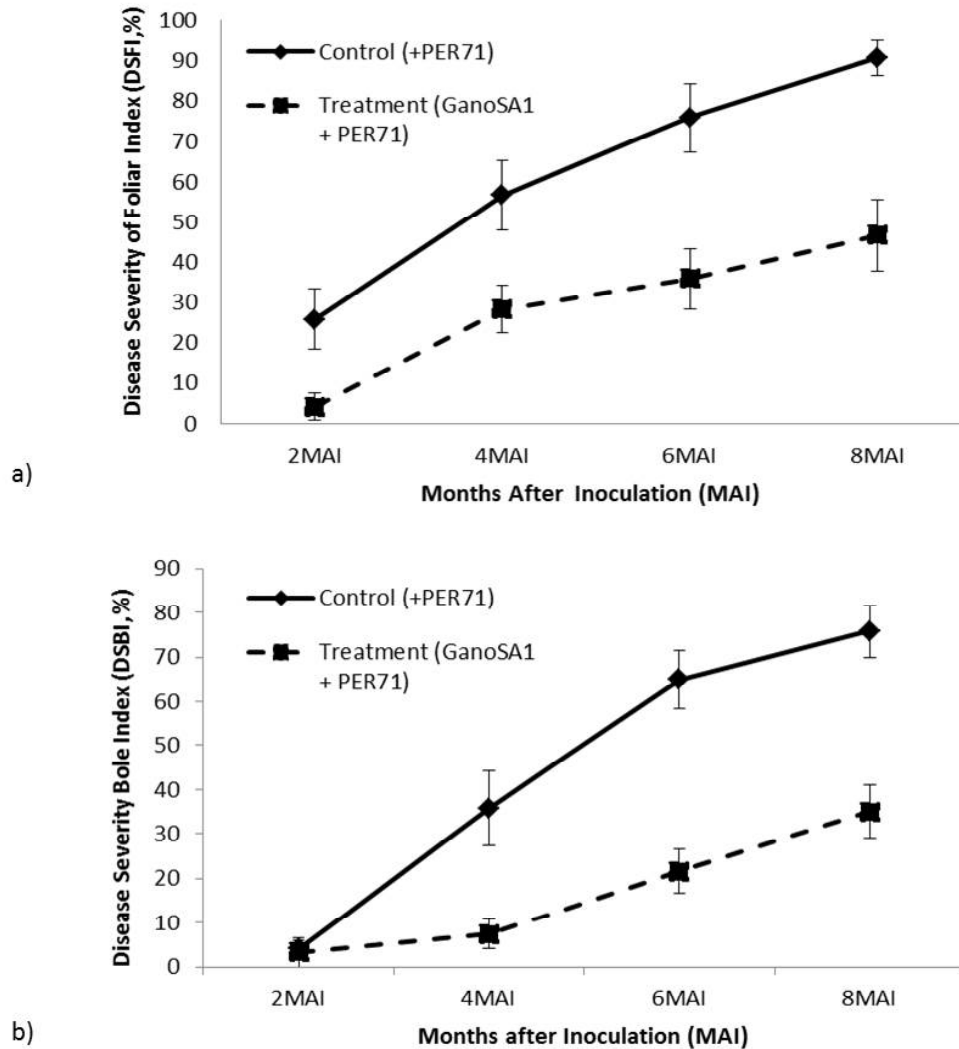 100
90
80
70
60
50
40
30
20
10
0
Disease Severity of Foliar Index (DSFI,%)
Control (+PER71)
Treatment (GanoSA1
+ PER71)
2MAI 4MAI 6MAI 8MAI
Months After Inoculation (MAI)
a)
90
80
70
60
50
40
30
20
10
0
Disease Severity Bole Index (DSBI,%)
Control (+PER71)
Treatment (GanoSA1
+ PER71)
2MAI 4MAI 6MAI 8MAI
Months after Inoculation (MAI)
b)